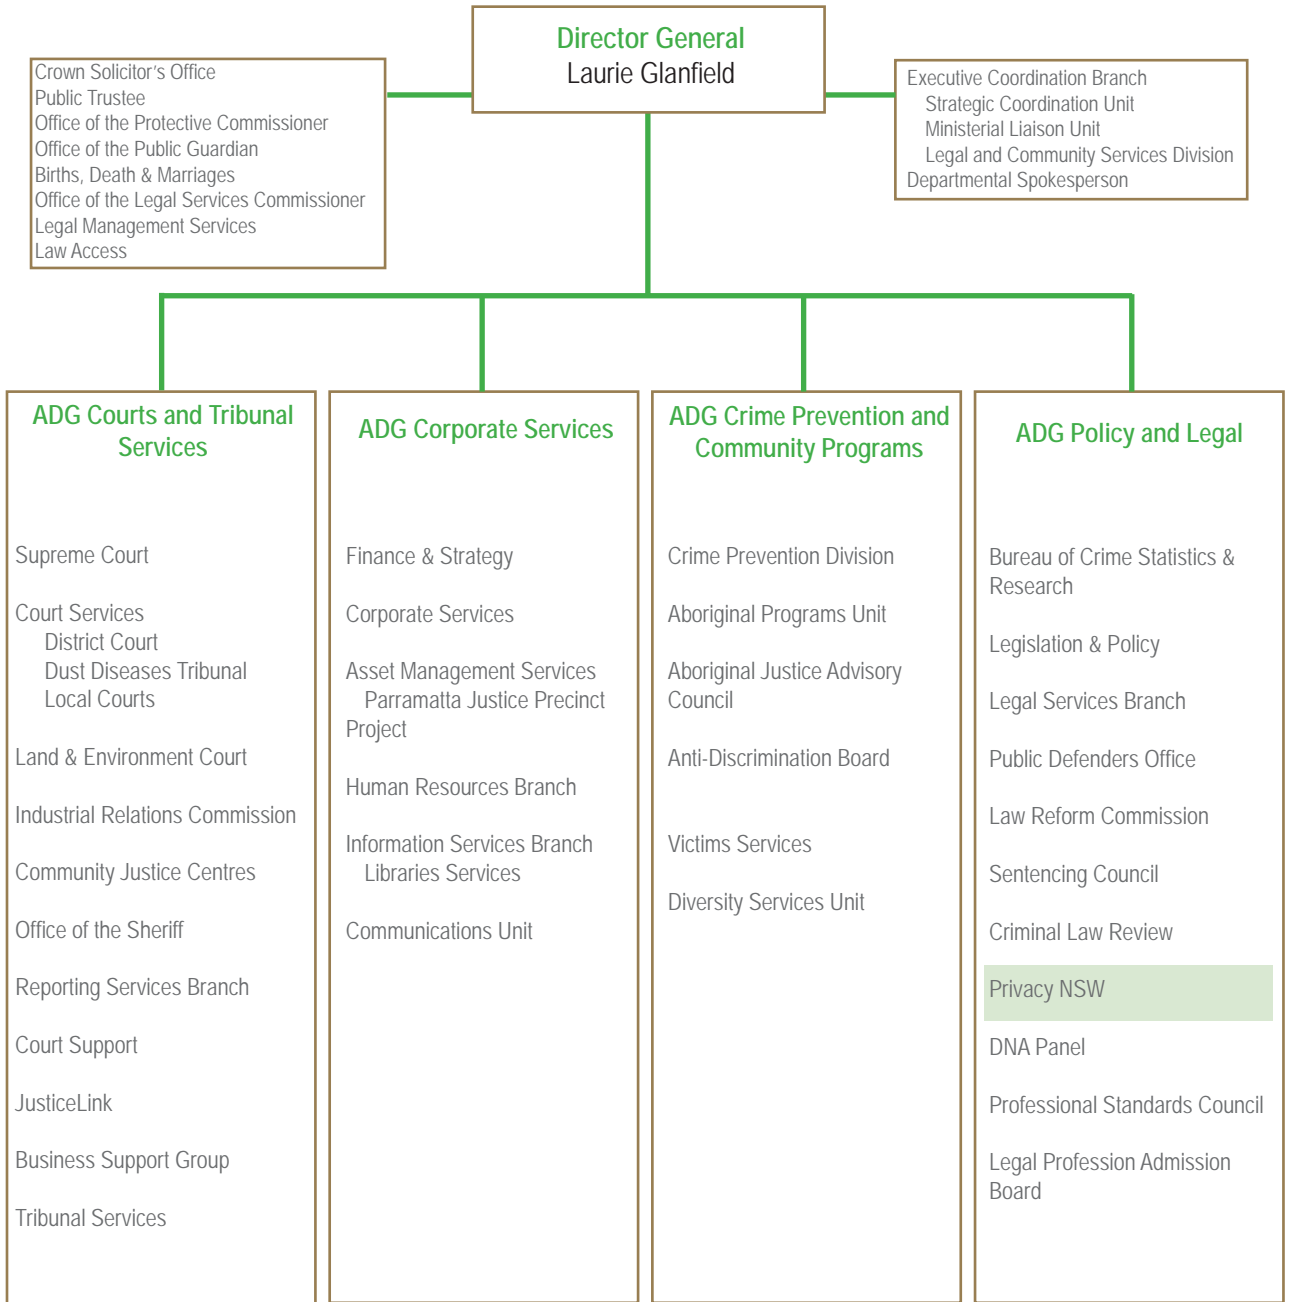 Director General
Laurie Glanfield
Crown Solicitor's Office
Public Trustee
Office of the Protective Commissioner
Office of the Public Guardian
Births, Death & Marriages
Office of the Legal Services Commissioner
Legal Management Services
Law Access
Executive Coordination Branch
Strategic Coordination Unit
Ministerial Liaison Unit
Legal and Community Services Division
Departmental Spokesperson
ADG Courts and Tribunal
Services
Supreme Court
Court Services
District Court
Dust Diseases Tribunal
Local Courts
Land & Environment Court
Industrial Relations Commission
Community Justice Centres
Office of the Sheriff
Reporting Services Branch
Court Support
JusticeLink
Business Support Group
Tribunal Services
ADG Corporate Services
Finance & Strategy
Corporate Services
Asset Management Services
Parramatta Justice Precinct
Project
Human Resources Branch
Information Services Branch
Libraries Services
Communications Unit
ADG Crime Prevention and
Community Programs
Crime Prevention Division
Aboriginal Programs Unit
Aboriginal Justice Advisory
Council
Anti-Discrimination Board
Victims Services
Diversity Services Unit
ADG Policy and Legal
Bureau of Crime Statistics &
Research
Legislation & Policy
Legal Services Branch
Public Defenders Office
Law Reform Commission
Sentencing Council
Criminal Law Review
Privacy NSW
DNA Panel
Professional Standards Council
Legal Profession Admission
Board